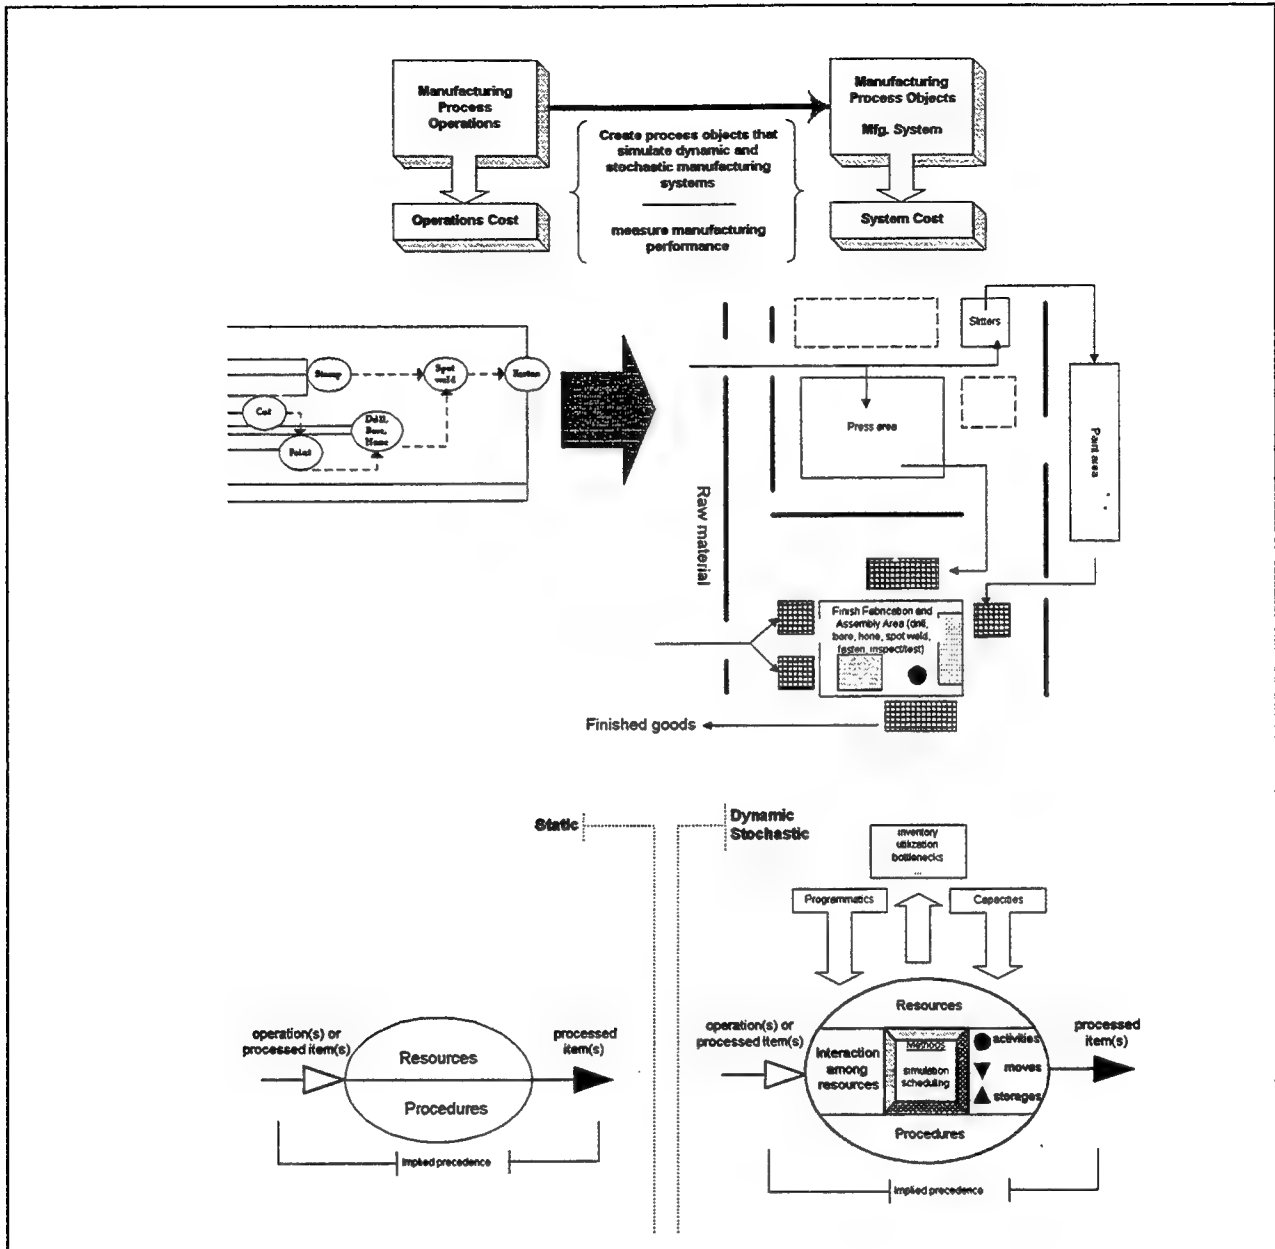 Manufacturing
Process
Operations
Manufacturing
Process Objects
Mfg. System
Create process objects that
simulate dynamic and
stochastic manufacturing
systems
measure manufacturing
performance
Operations Cost
System Cost
Slitters
Stamp
Spot
weld
Fasten
Cut
Drill,
Bore,
Hone
Paint
Press area
Paint area
Raw material
Finish Fabrication and
Assembly Area (drill,
bore, hone, spot weld,
fasten, inspect/test)
Finished goods
Static
Dynamic
Stochastic
Inventory
utilization
bottlenecks
...
Programmatics
Capacities
operation(s) or
processed item(s)
Resources
Procedures
processed
item(s)
Implied precedence
operation(s) or
processed item(s)
Resources
Interaction
among
resources
Methods
simulation
scheduling
activities
moves
storages
Procedures
processed
item(s)
Implied precedence